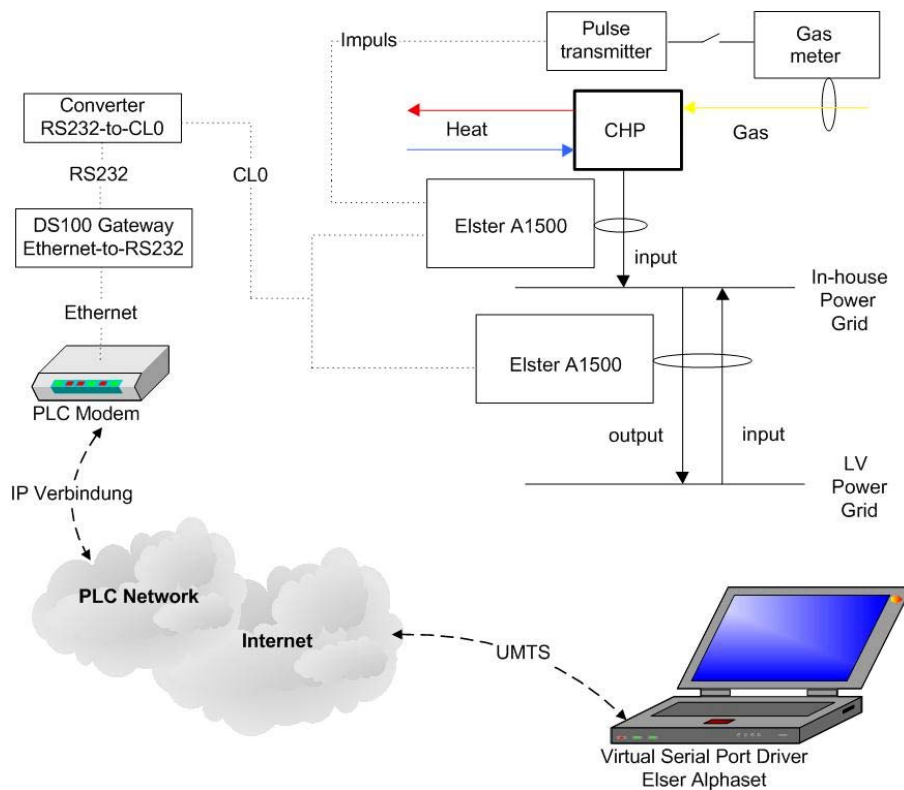 Impuls
Pulse
transmitter
Gas
meter
Converter
RS232-to-CL0
CHP
Heat
Gas
RS232
CL0
DS100 Gateway
Ethernet-to-RS232
Elster A1500
input
In-house
Power
Grid
Ethernet
Elster A1500
PLC Modem
output
input
LV
Power
Grid
IP Verbindung
PLC Network
Internet
UMTS
Virtual Serial Port Driver
Elser Alphaset